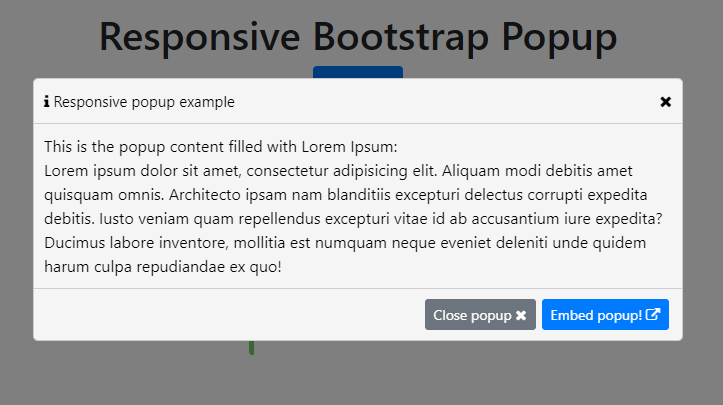 Responsive Bootstrap Popup
Responsive popup example
This is the popup content filled with Lorem Ipsum:
Lorem ipsum dolor sit amet, consectetur adipisicing elit. Aliquam modi debitis amet
quisquam omnis. Architecto ipsam nam blanditiis excepturi delectus corrupti expedita
debitis. Iusto veniam quam repellendus excepturi vitae id ab accusantium iure expedita?
Ducimus labore inventore, mollitia est numquam neque eveniet deleniti unde quidem
harum culpa repudiandae ex quo!
Close popup
Embed popup!